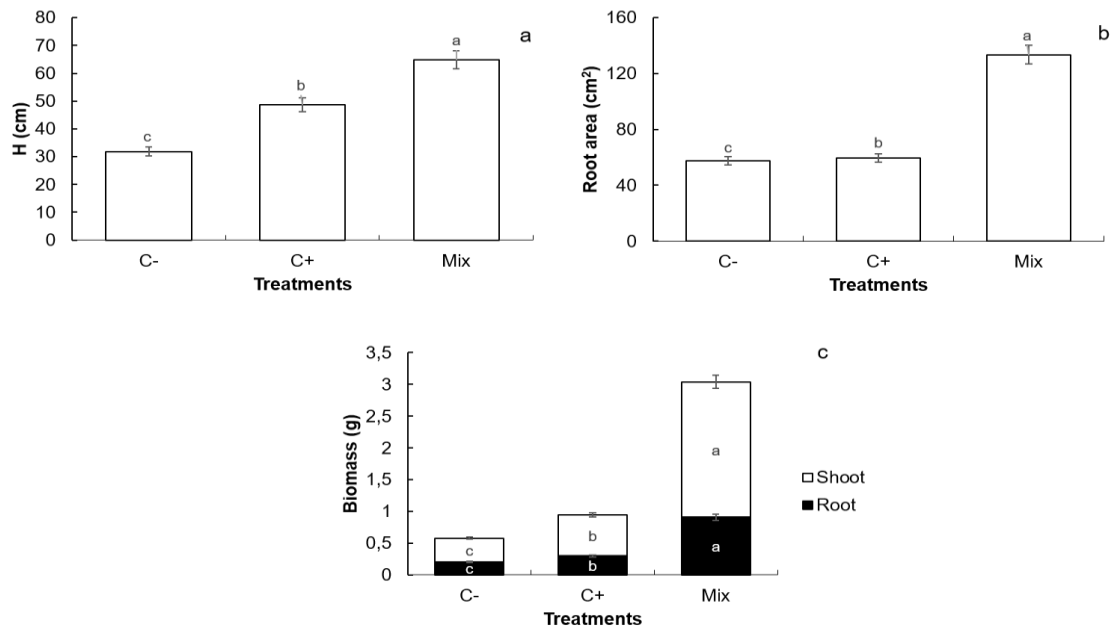 a
H (cm)
80
70
60
50
40
30
20
10
0
c
b
a
C- C+ Mix
Treatments
b
Root area (cm²)
160
120
80
40
0
c
b
a
C- C+ Mix
Treatments
c
Biomass (g)
3,5
3
2,5
2
1,5
1
0,5
0
c
b
a
c
b
a
Shoot
Root
C- C+ Mix
Treatments